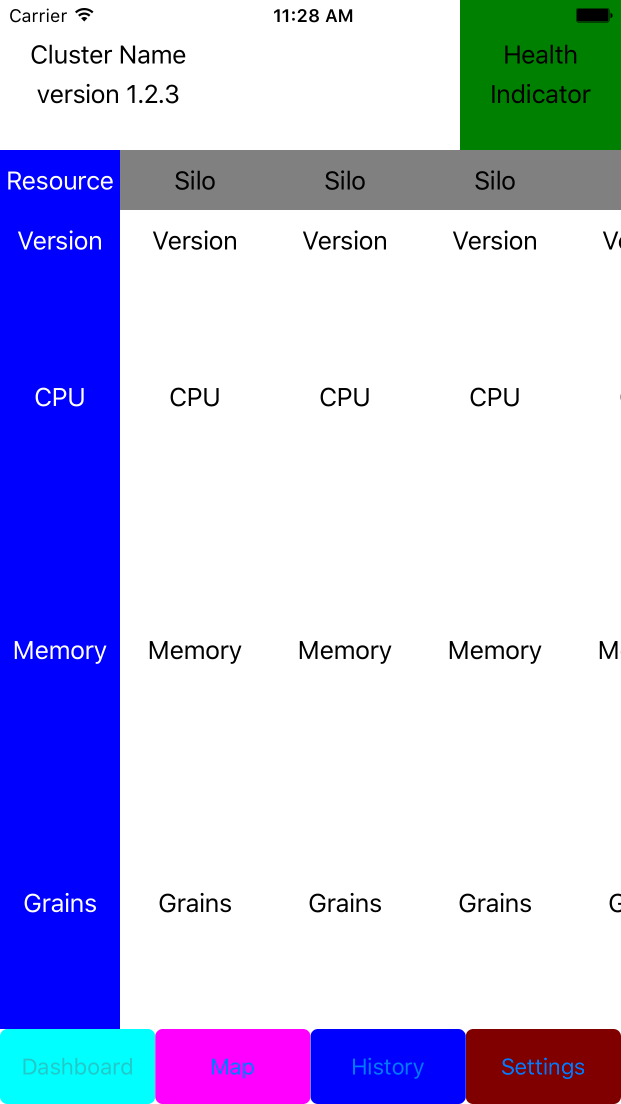 Carrier 11:28 AM
Cluster Name
version 1.2.3
Health
Indicator
Resource Silo Silo Silo
Version Version Version Version
CPU CPU CPU CPU
Memory Memory Memory Memory
Grains Grains Grains Grains
Dashboard Map History Settings